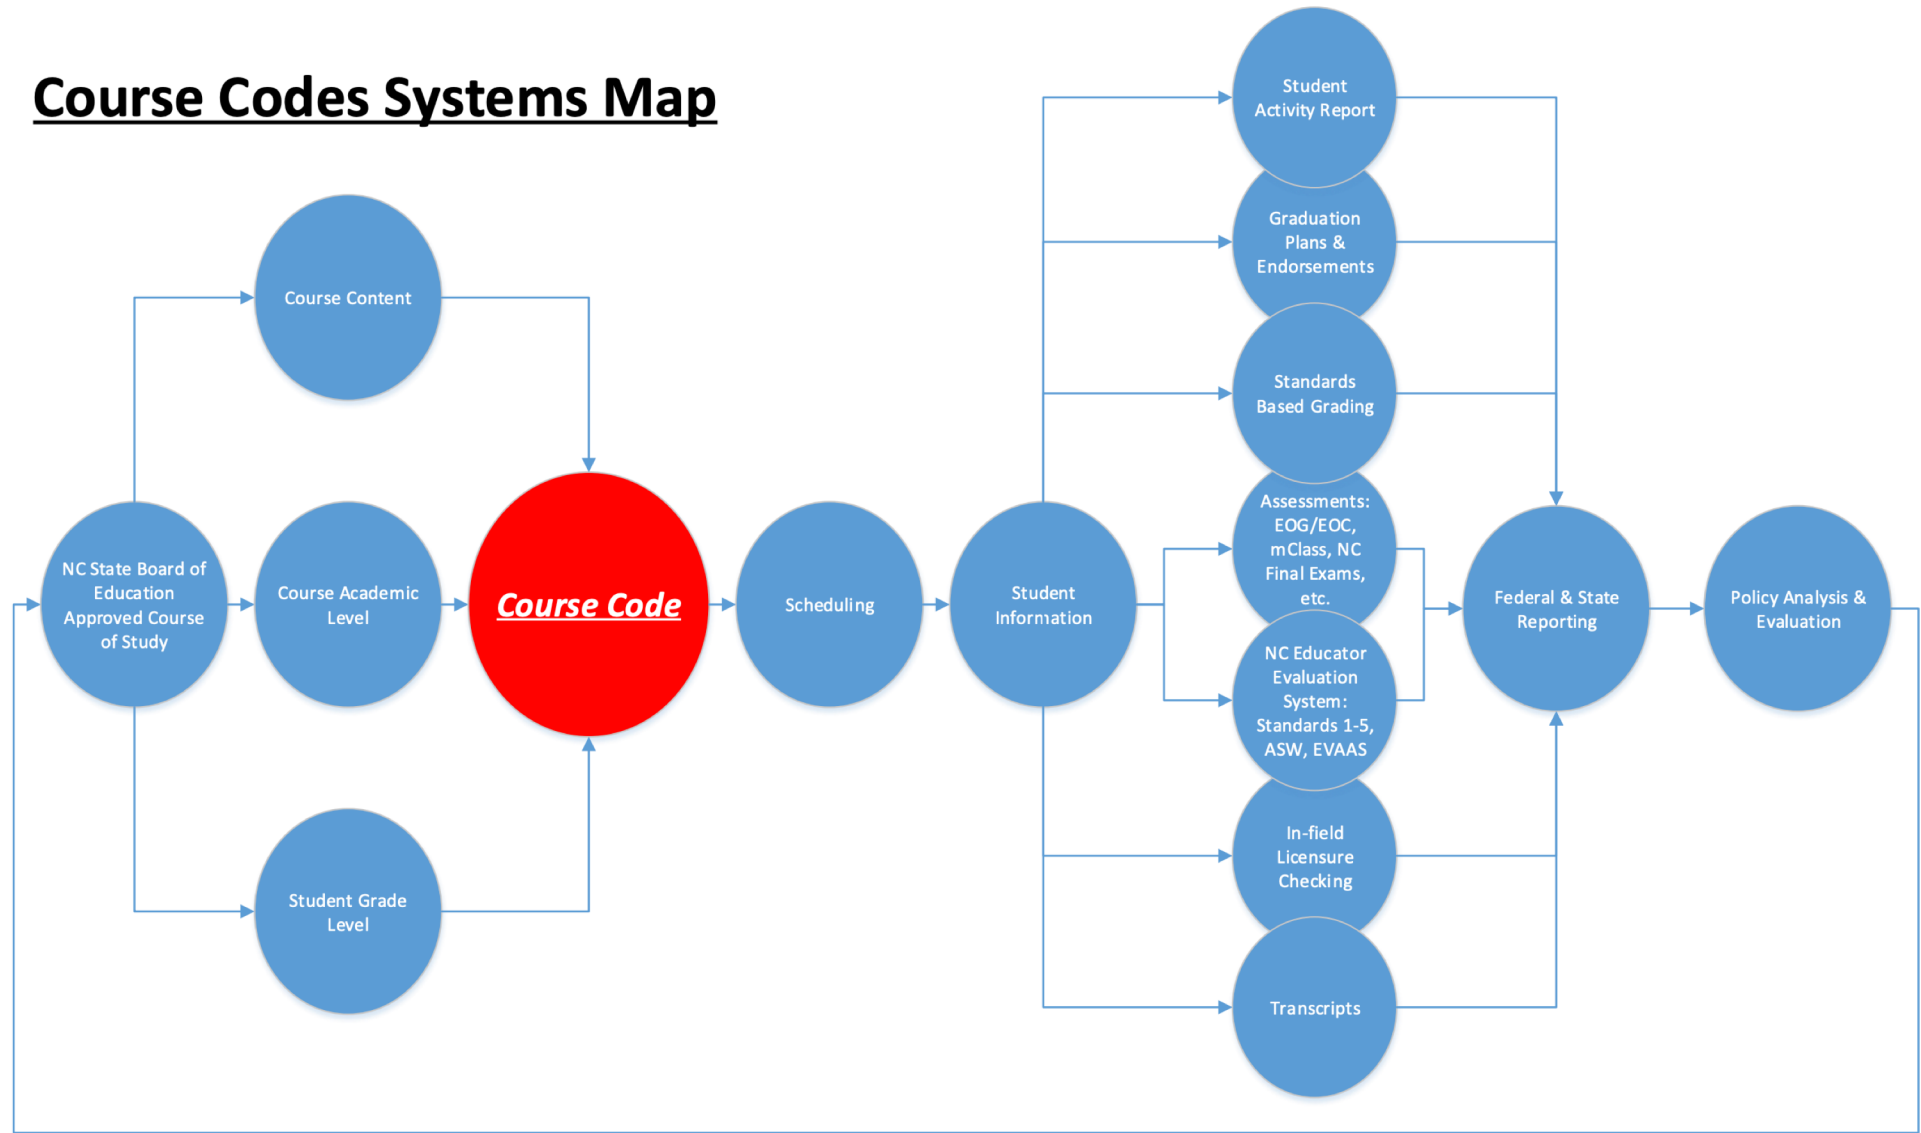 Course Codes Systems Map
NC State Board of
Education
Approved Course
of Study
Course Content
Course Academic
Level
Student Grade
Level
Course Code
Scheduling
Student
Information
Student
Activity Report
Graduation
Plans &
Endorsements
Standards
Based Grading
Assessments:
EOG/EOC,
mClass, NC
Final Exams,
etc.
NC Educator
Evaluation
System:
Standards 1-5,
ASW, EVAAS
In-field
Licensure
Checking
Transcripts
Federal & State
Reporting
Policy Analysis &
Evaluation